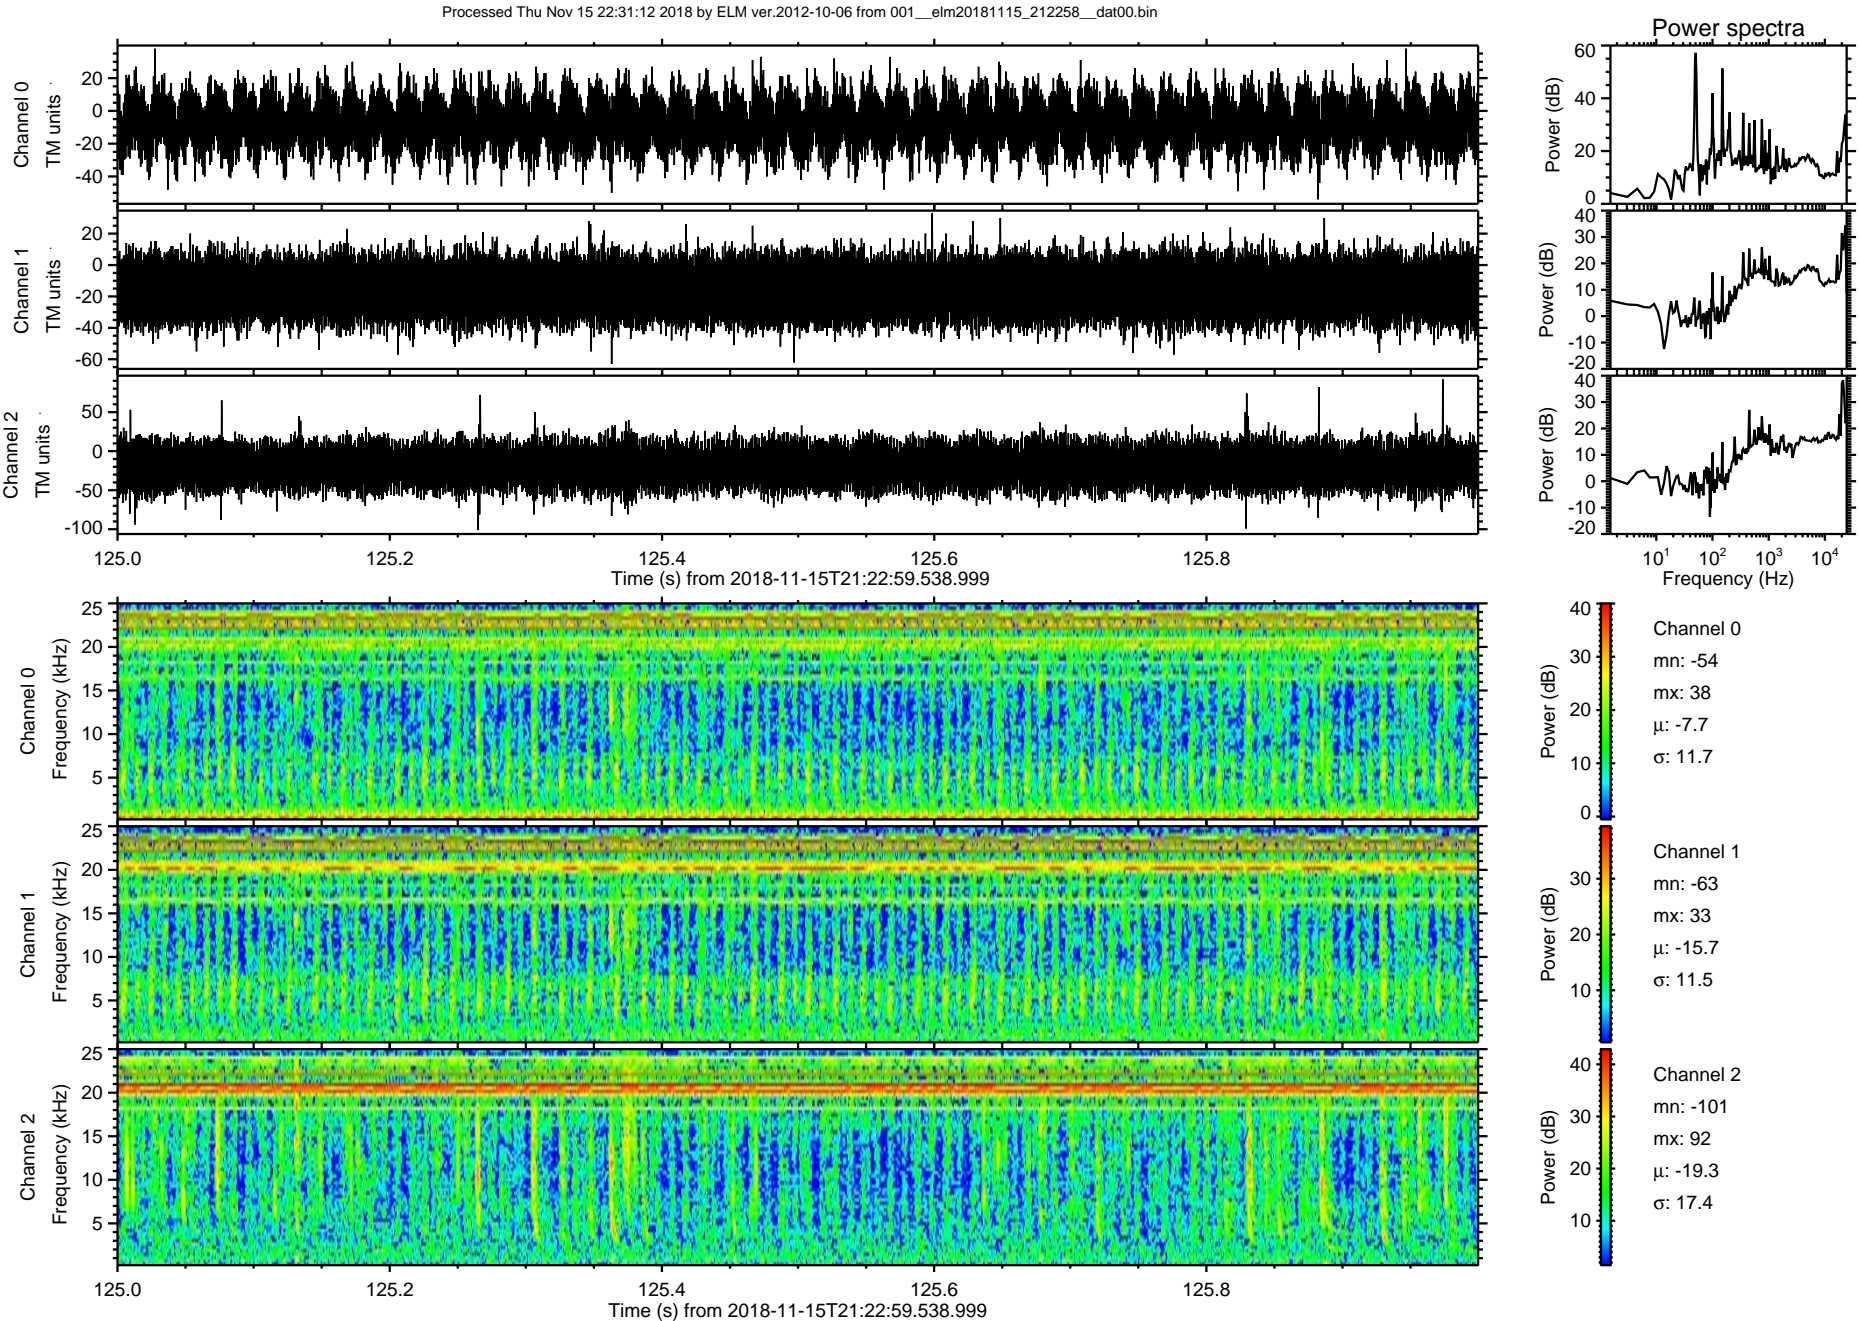 Processed Thu Nov 15 22:31:12 2018 by ELM ver.2012-10-06 from 001__elm20181115_212258__dat00.bin
Power spectra
Channel 0
TM units
20
0
-20
-40
Power (dB)
60
40
20
0
Channel 1
TM units
20
0
-20
-40
-60
Power (dB)
40
30
20
10
0
-10
-20
Channel 2
TM units
50
0
-50
-100
Power (dB)
40
30
20
10
0
-10
-20
125.0 125.2 125.4 125.6 125.8
Time (s) from 2018-11-15T21:22:59.538.999
10^1 10^2 10^3 10^4
Frequency (Hz)
Channel 0
Frequency (kHz)
25
20
15
10
5
Power (dB)
40
30
20
10
0
Channel 0
mn: -54
mx: 38
µ: -7.7
σ: 11.7
Channel 1
Frequency (kHz)
25
20
15
10
5
Power (dB)
30
20
10
Channel 1
mn: -63
mx: 33
µ: -15.7
σ: 11.5
Channel 2
Frequency (kHz)
25
20
15
10
5
Power (dB)
40
30
20
10
Channel 2
mn: -101
mx: 92
µ: -19.3
σ: 17.4
125.0 125.2 125.4 125.6 125.8
Time (s) from 2018-11-15T21:22:59.538.999